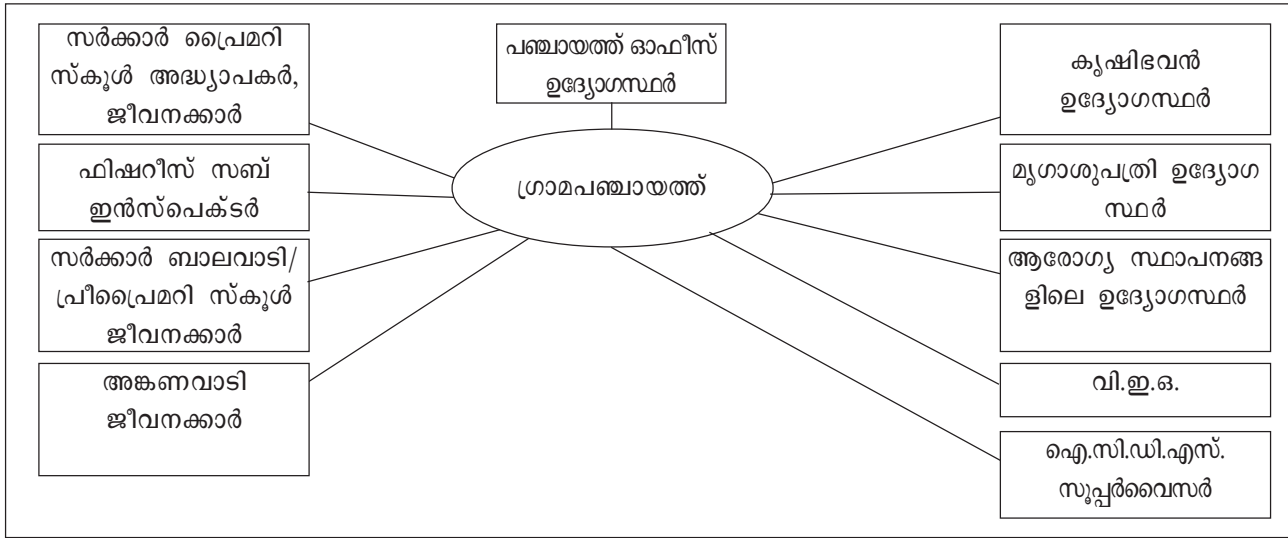 സർക്കാർ പ്രൈമറി
സ്കൂൾ അദ്ധ്യാപകർ,
ജീവനക്കാർ
ഫിഷറീസ് സബ്
ഇൻസ്പെക്ടർ
സർക്കാർ ബാലവാടി/
പ്രീപ്രൈമറി സ്കൂൾ
ജീവനക്കാർ
അങ്കണവാടി
ജീവനക്കാർ
പഞ്ചായത്ത് ഓഫീസ്
ഉദ്യോഗസ്ഥർ
ഗ്രാമപഞ്ചായത്ത്
കൃഷിഭവൻ
ഉദ്യോഗസ്ഥർ
മൃഗാശുപത്രി ഉദ്യോഗ
സ്ഥർ
ആരോഗ്യ സ്ഥാപനങ്ങ
ളിലെ ഉദ്യോഗസ്ഥർ
വി.ഇ.ഒ.
ഐ.സി.ഡി.എസ്.
സൂപ്പർവൈസർ